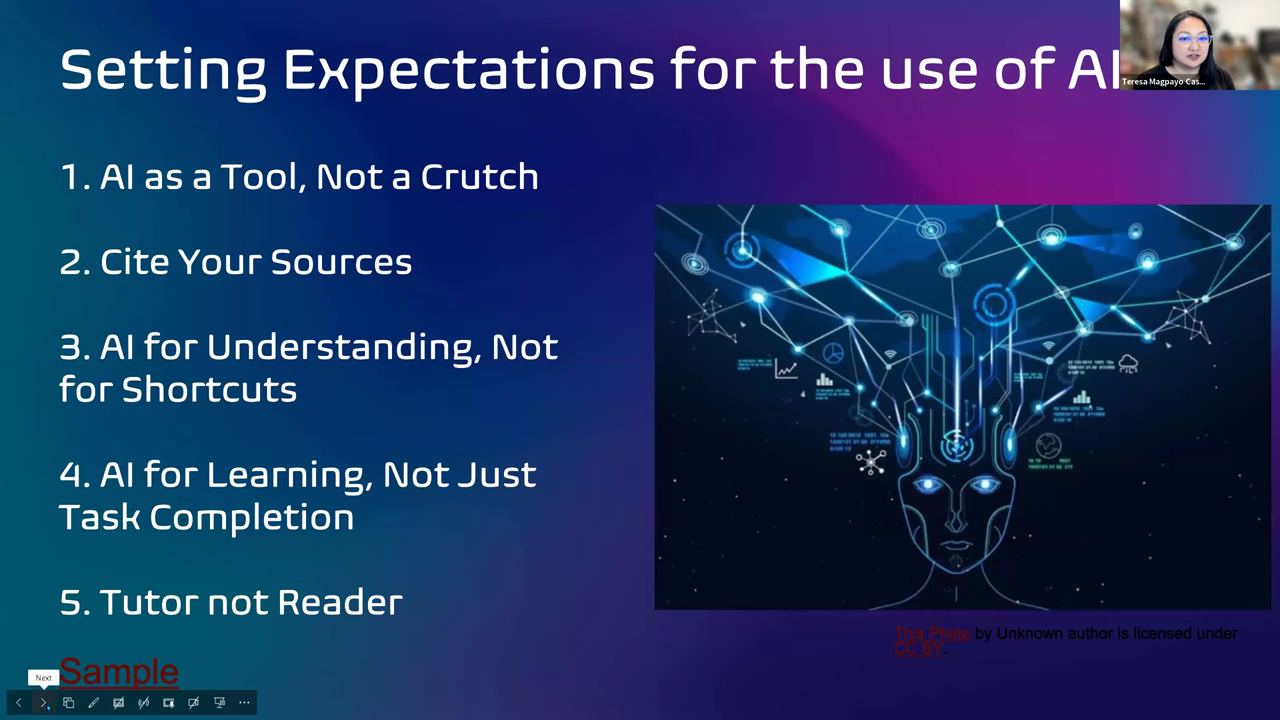 Setting Expectations for the use of AI
Teresa Magpayo Cas...
1. AI as a Tool, Not a Crutch
2. Cite Your Sources
3. AI for Understanding, Not
for Shortcuts
4. AI for Learning, Not Just
Task Completion
5. Tutor not Reader
This Photo by Unknown author is licensed under
CC BY.
Sample
Next